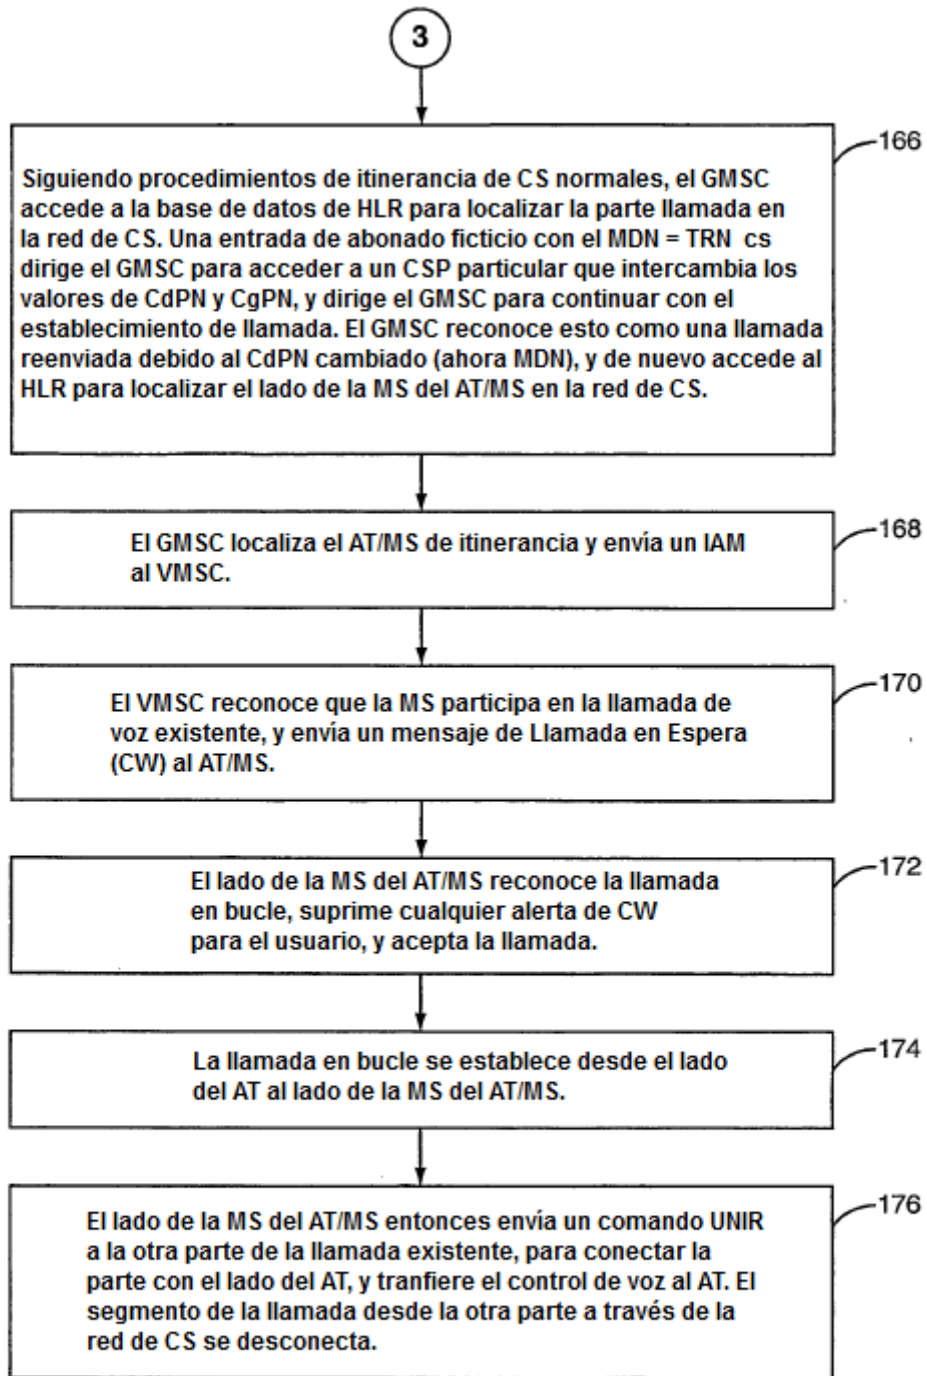 3
166
Siguiendo procedimientos de itinerancia de CS normales, el GMSC
accede a la base de datos de HLR para localizar la parte llamada en
la red de CS. Una entrada de abonado ficticio con el MDN = TRN cs
dirige el GMSC para acceder a un CSP particular que intercambia los
valores de CdPN y CgPN, y dirige el GMSC para continuar con el
establecimiento de llamada. El GMSC reconoce esto como una llamada
reenviada debido al CdPN cambiado (ahora MDN), y de nuevo accede al
HLR para localizar el lado de la MS del AT/MS en la red de CS.
168
El GMSC localiza el AT/MS de itinerancia y envía un IAM
al VMSC.
170
El VMSC reconoce que la MS participa en la llamada de
voz existente, y envía un mensaje de Llamada en Espera
(CW) al AT/MS.
172
El lado de la MS del AT/MS reconoce la llamada
en bucle, suprime cualquier alerta de CW
para el usuario, y acepta la llamada.
174
La llamada en bucle se establece desde el lado
del AT al lado de la MS del AT/MS.
176
El lado de la MS del AT/MS entonces envía un comando UNIR
a la otra parte de la llamada existente, para conectar la
parte con el lado del AT, y tranfiere el control de voz al AT. El
segmento de la llamada desde la otra parte a través de la
red de CS se desconecta.